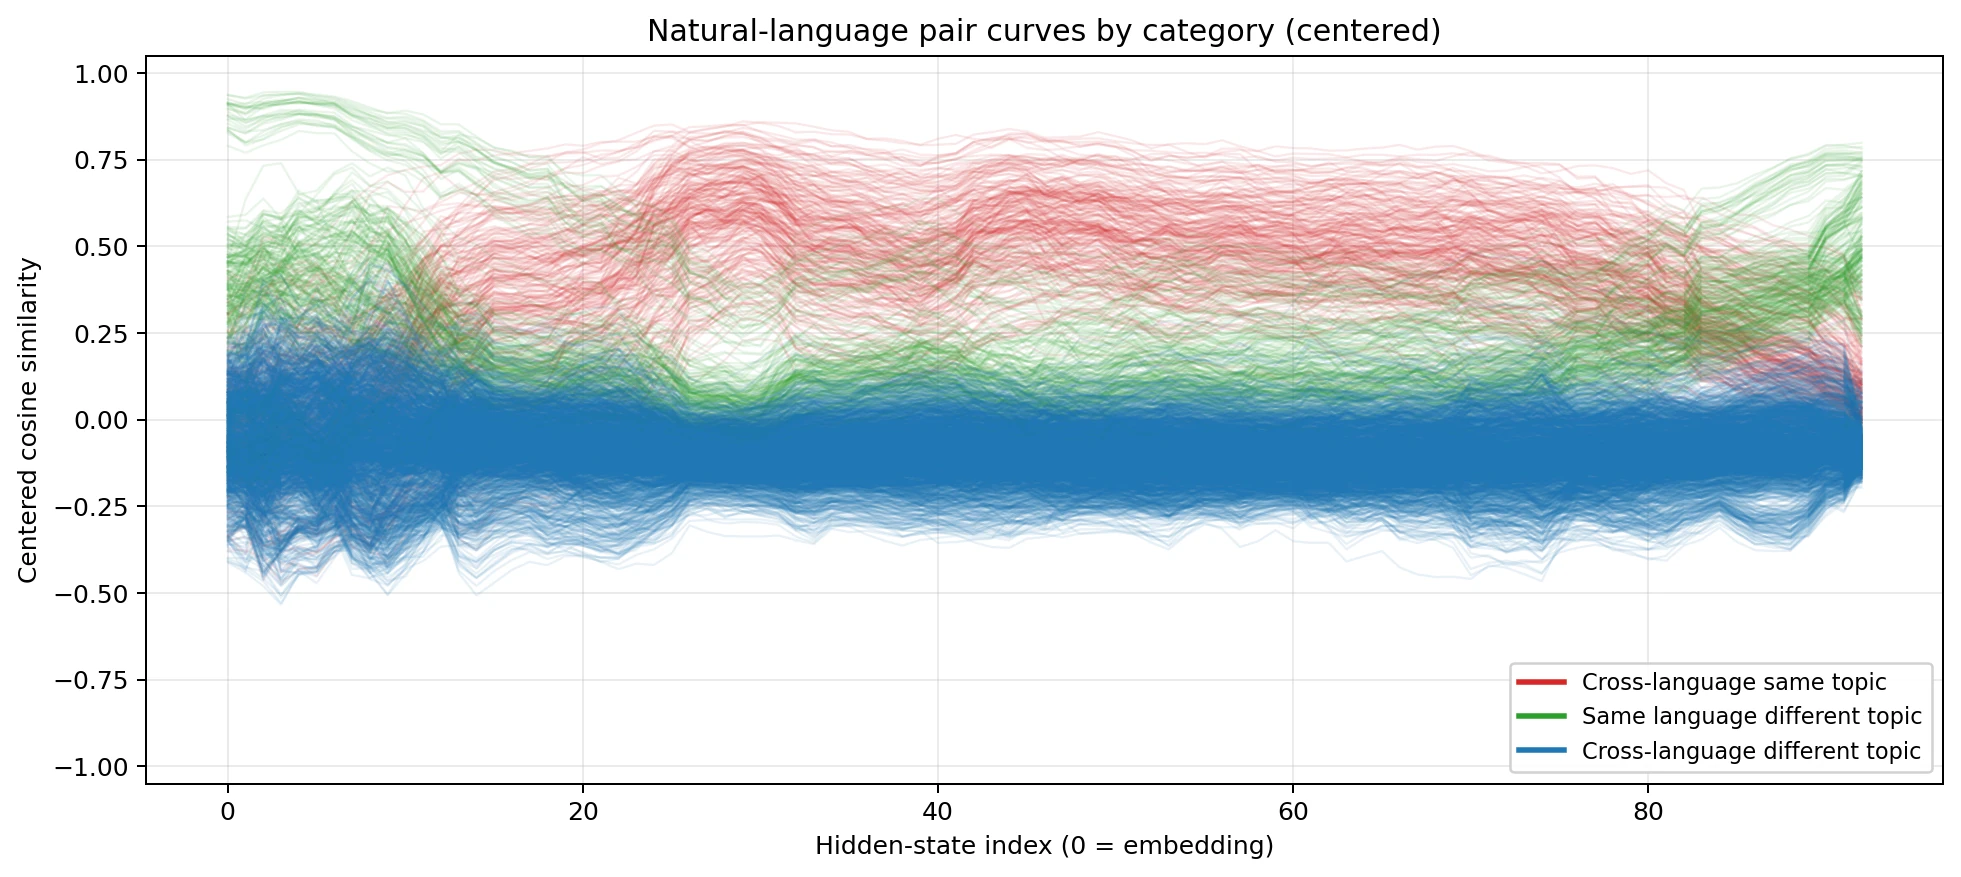 Natural-language pair curves by category (centered)
1.00
0.75
0.50
0.25
0.00
−0.25
−0.50
−0.75
−1.00
Centered cosine similarity
0 20 40 60 80
Hidden-state index (0 = embedding)
Cross-language same topic
Same language different topic
Cross-language different topic